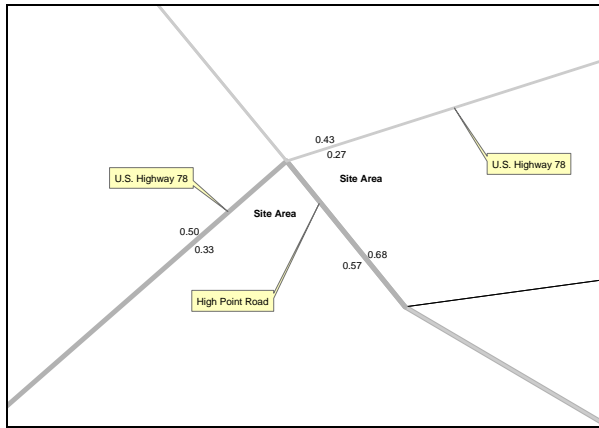 0.43
0.27
U.S. Highway 78
Site Area
U.S. Highway 78
Site Area
0.50
0.33
0.68
0.57
High Point Road